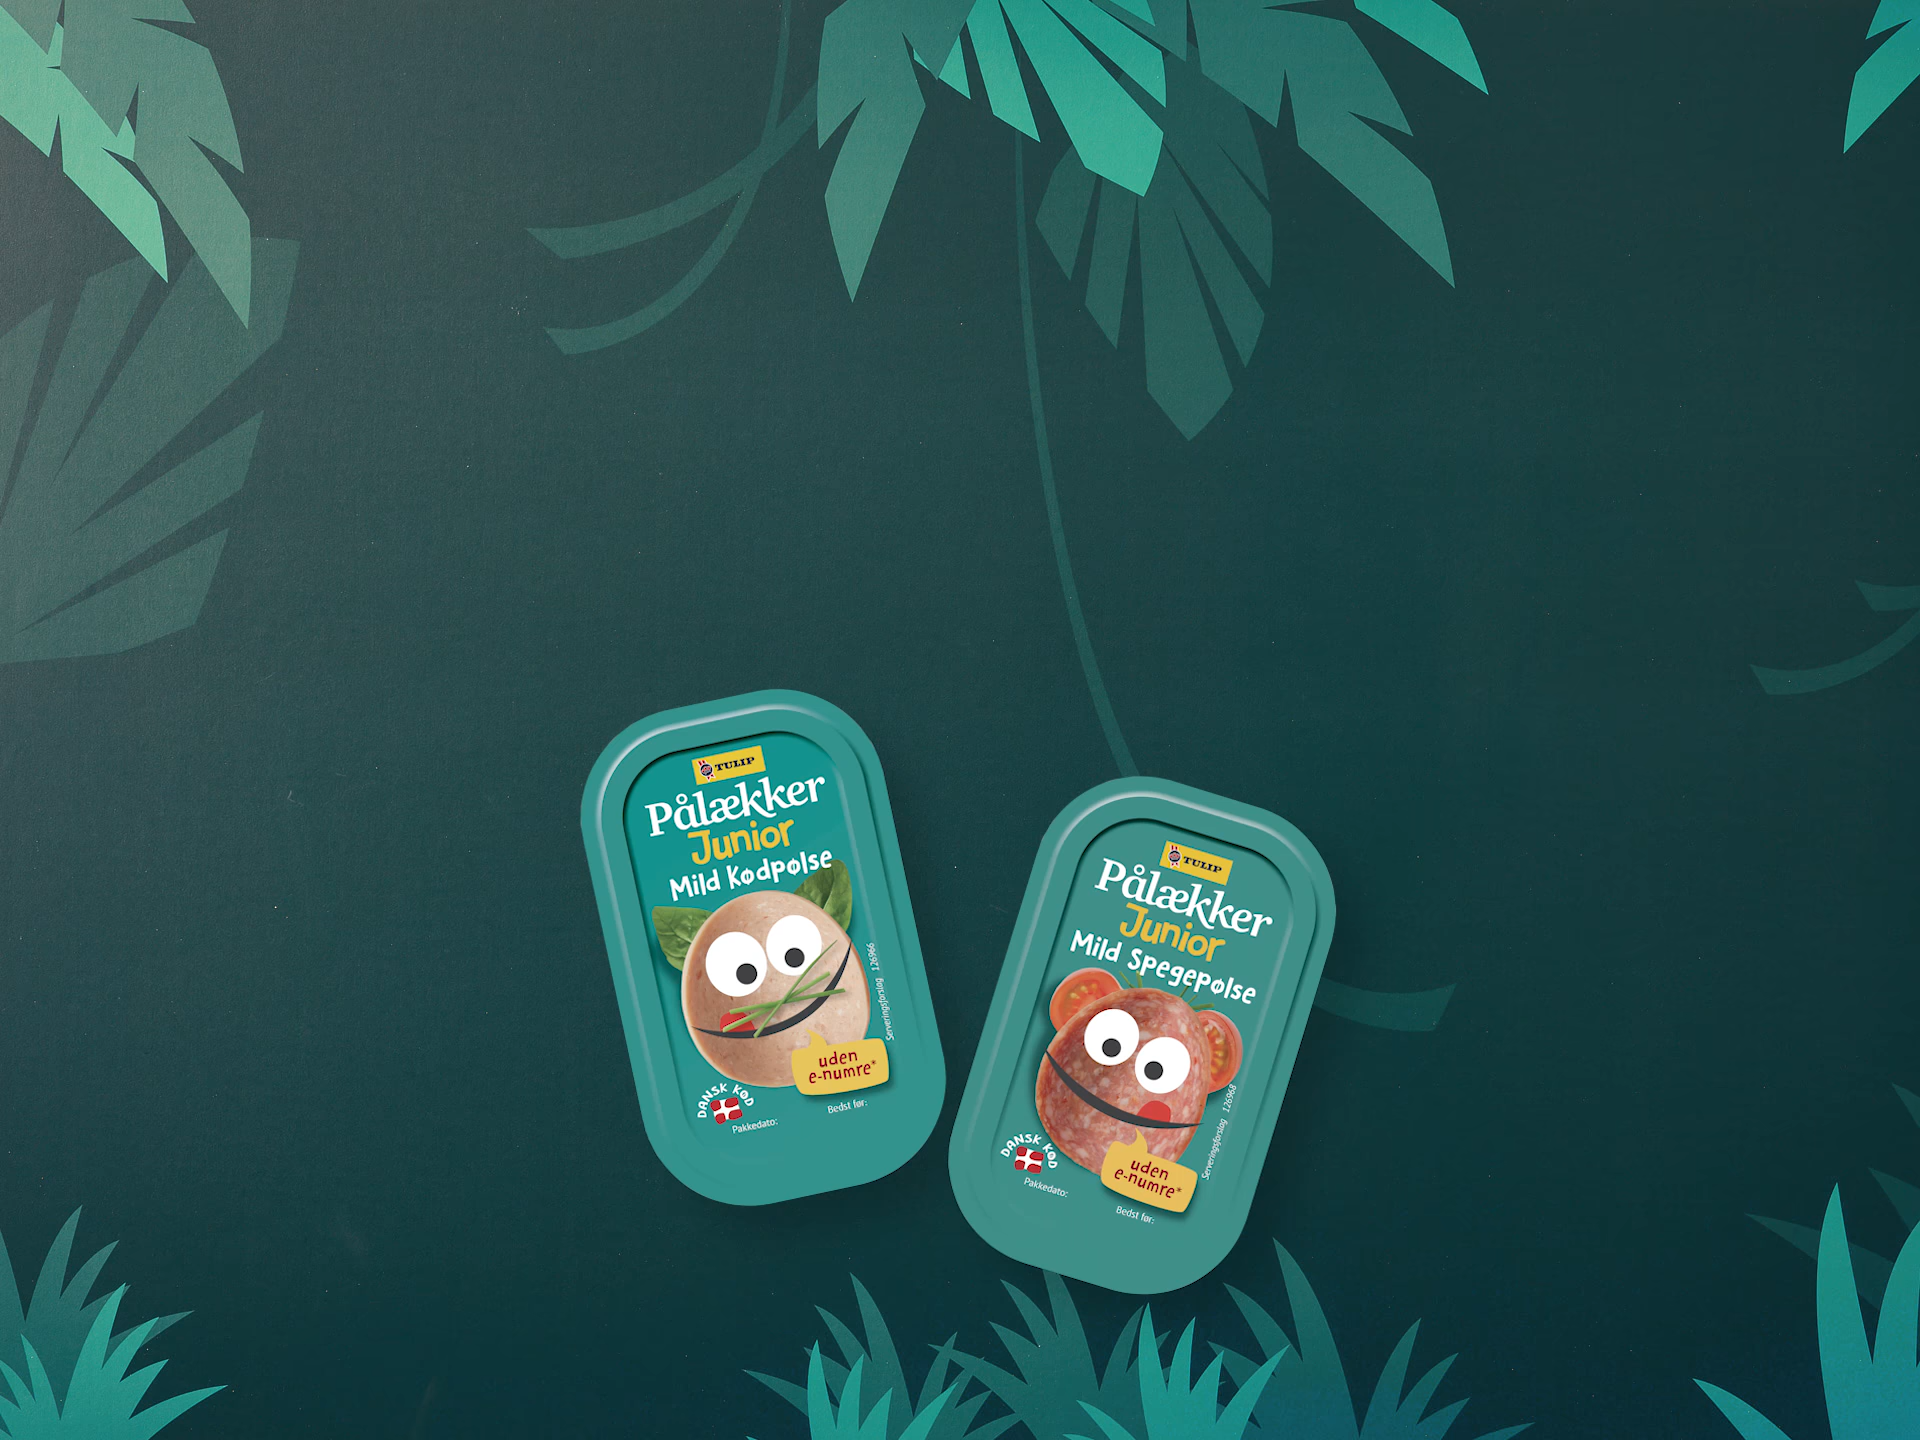 TULIP
Pålækker
Junior
Mild Kødpølse
uden
e-numre*
DANSK KØD
Pakkedato:
Bedst før:
Serveringsforslag 126966
TULIP
Pålækker
Junior
Mild Spegepølse
uden
e-numre*
DANSK KØD
Pakkedato:
Bedst før:
Serveringsforslag 126968